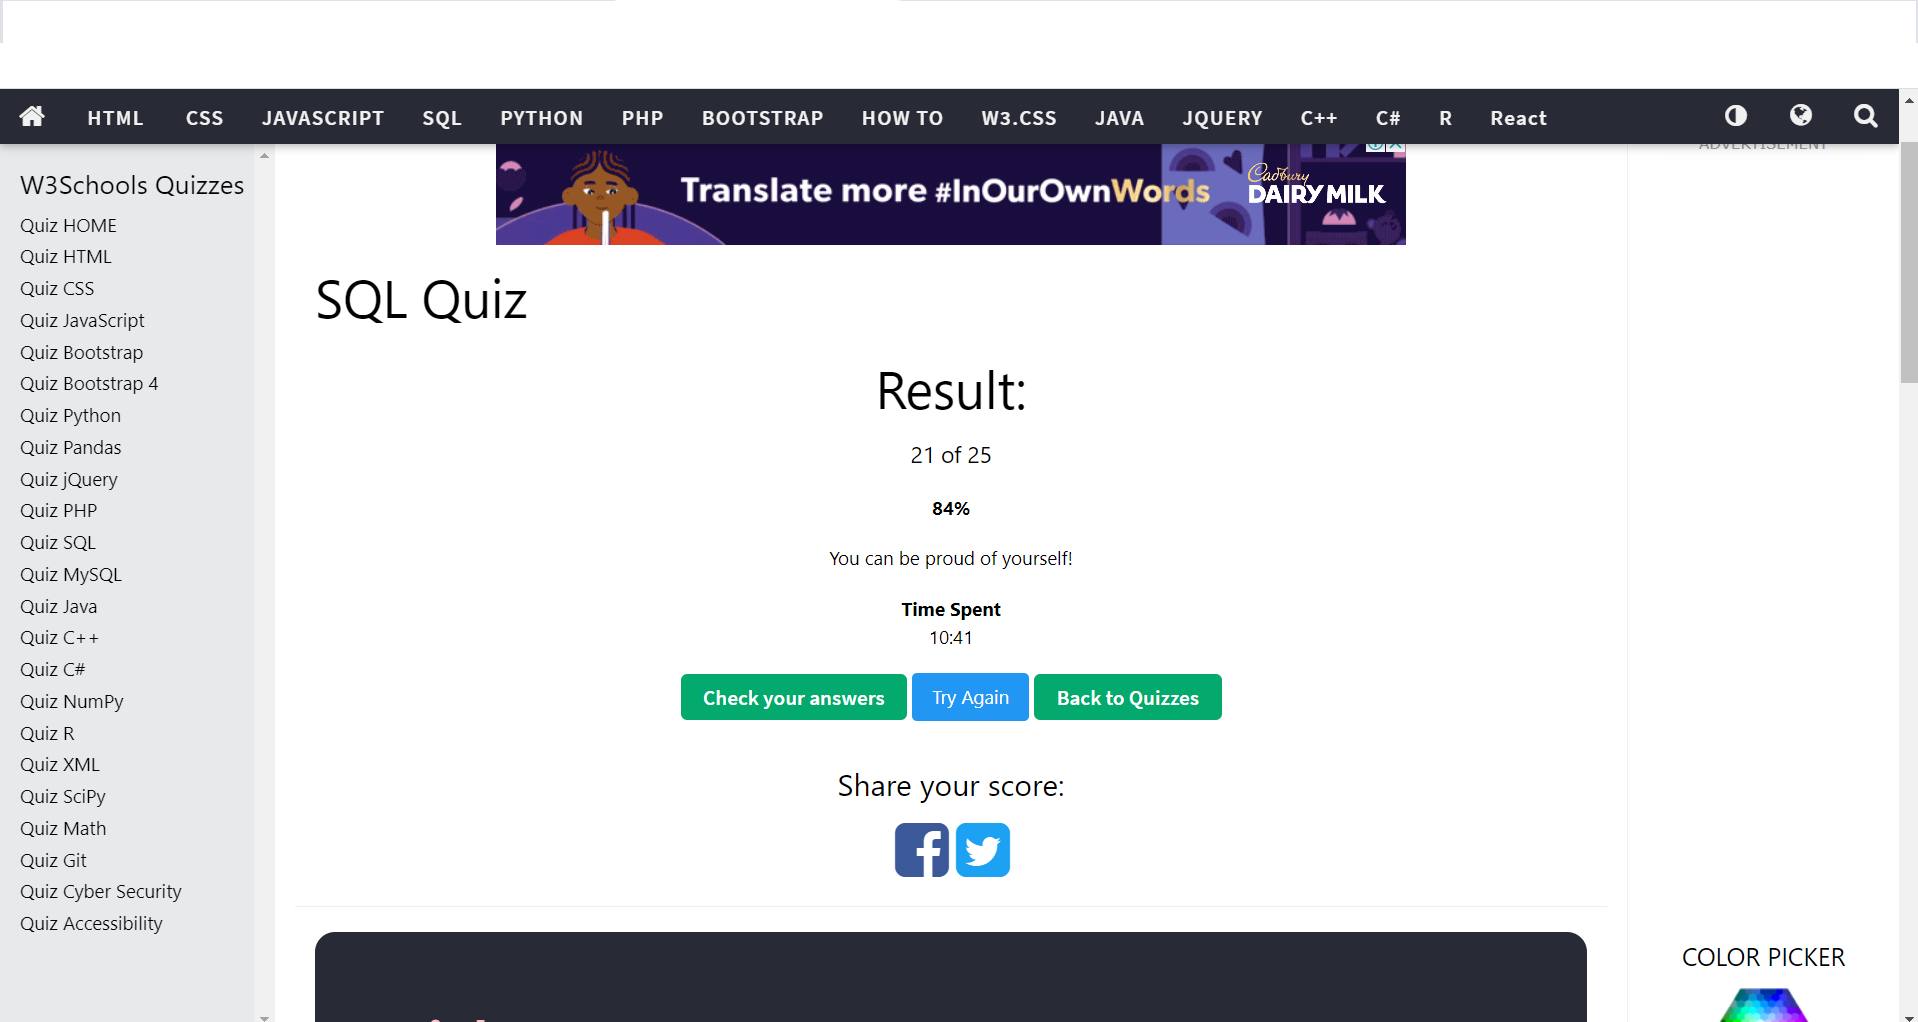 HTML CSS JAVASCRIPT SQL PYTHON PHP BOOTSTRAP HOW TO W3.CSS JAVA JQUERY C++ C# R React
W3Schools Quizzes
Quiz HOME
Quiz HTML
Quiz CSS
Quiz JavaScript
Quiz Bootstrap
Quiz Bootstrap 4
Quiz Python
Quiz Pandas
Quiz jQuery
Quiz PHP
Quiz SQL
Quiz MySQL
Quiz Java
Quiz C++
Quiz C#
Quiz NumPy
Quiz R
Quiz XML
Quiz SciPy
Quiz Math
Quiz Git
Quiz Cyber Security
Quiz Accessibility
Translate more #InOurOwnWords
Cadbury
DAIRY MILK
SQL Quiz
Result:
21 of 25
84%
You can be proud of yourself!
Time Spent
10:41
Check your answers Try Again Back to Quizzes
Share your score:
ADVERTISEMENT
COLOR PICKER